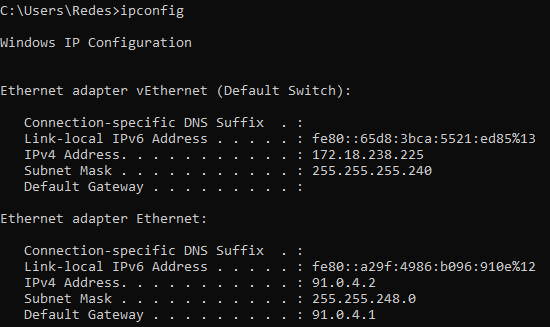 C:\Users\Redes>ipconfig
Windows IP Configuration
Ethernet adapter vEthernet (Default Switch):
Connection-specific DNS Suffix  . :
Link-local IPv6 Address . . . . . : fe80::65d8:3bca:5521:ed85%13
IPv4 Address. . . . . . . . . . . : 172.18.238.225
Subnet Mask . . . . . . . . . . . : 255.255.255.240
Default Gateway . . . . . . . . . :
Ethernet adapter Ethernet:
Connection-specific DNS Suffix  . :
Link-local IPv6 Address . . . . . : fe80::a29f:4986:b096:910e%12
IPv4 Address. . . . . . . . . . . : 91.0.4.2
Subnet Mask . . . . . . . . . . . : 255.255.248.0
Default Gateway . . . . . . . . . : 91.0.4.1